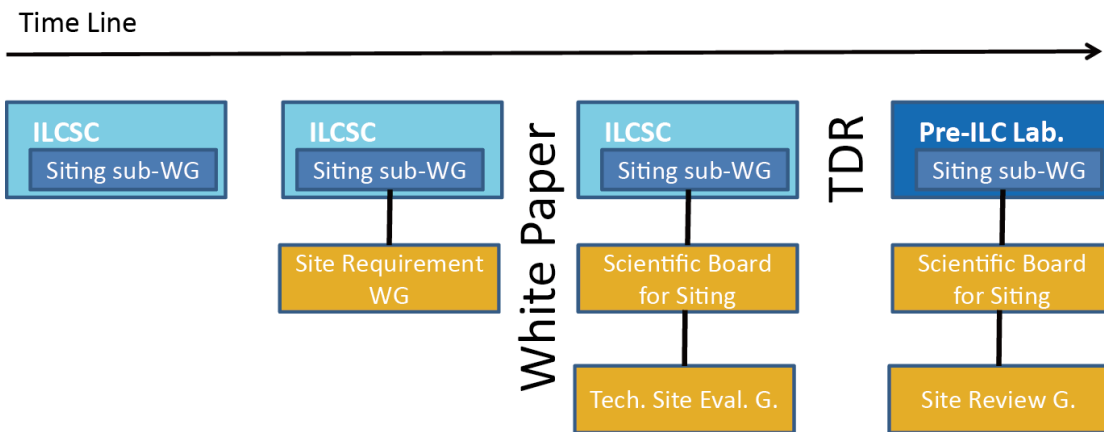 Time Line
ILCSC
Siting sub-WG
ILCSC
Siting sub-WG
Site Requirement
WG
White Paper
ILCSC
Siting sub-WG
Scientific Board
for Siting
Tech. Site Eval. G.
TDR
Pre-ILC Lab.
Siting sub-WG
Scientific Board
for Siting
Site Review G.